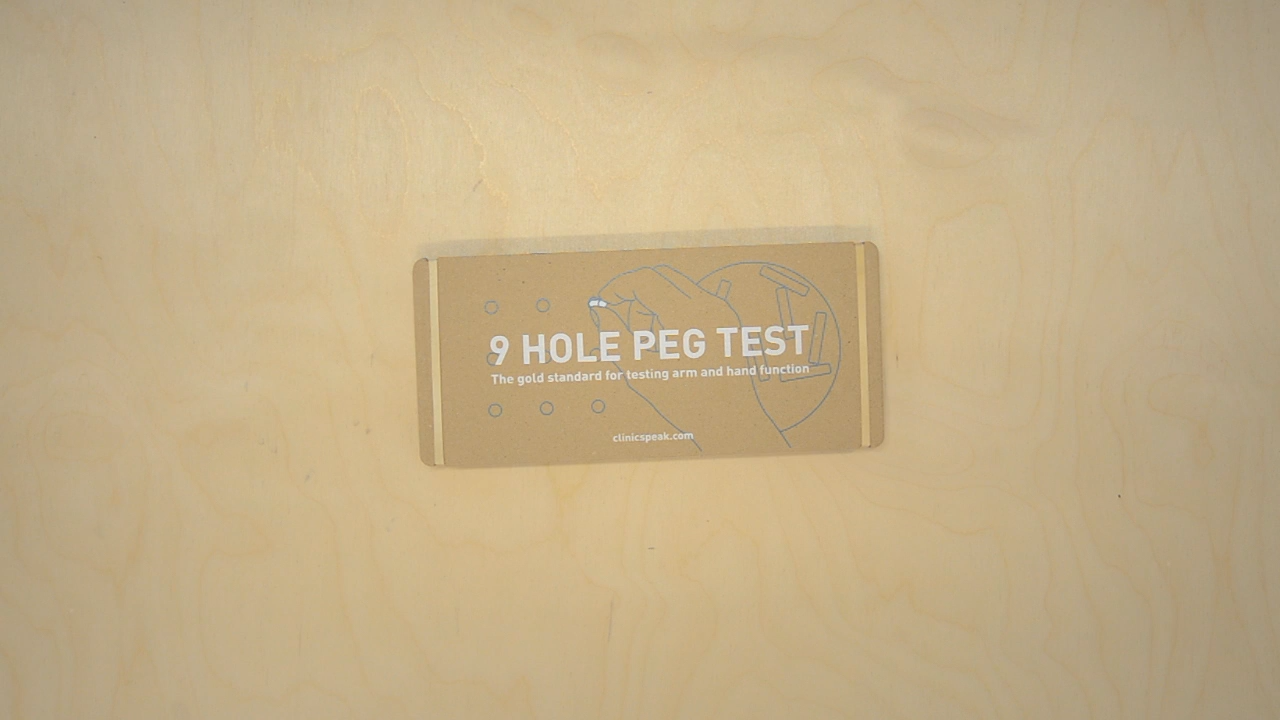 9 HOLE PEG TEST
The gold standard for testing arm and hand function
clinicspeak.com